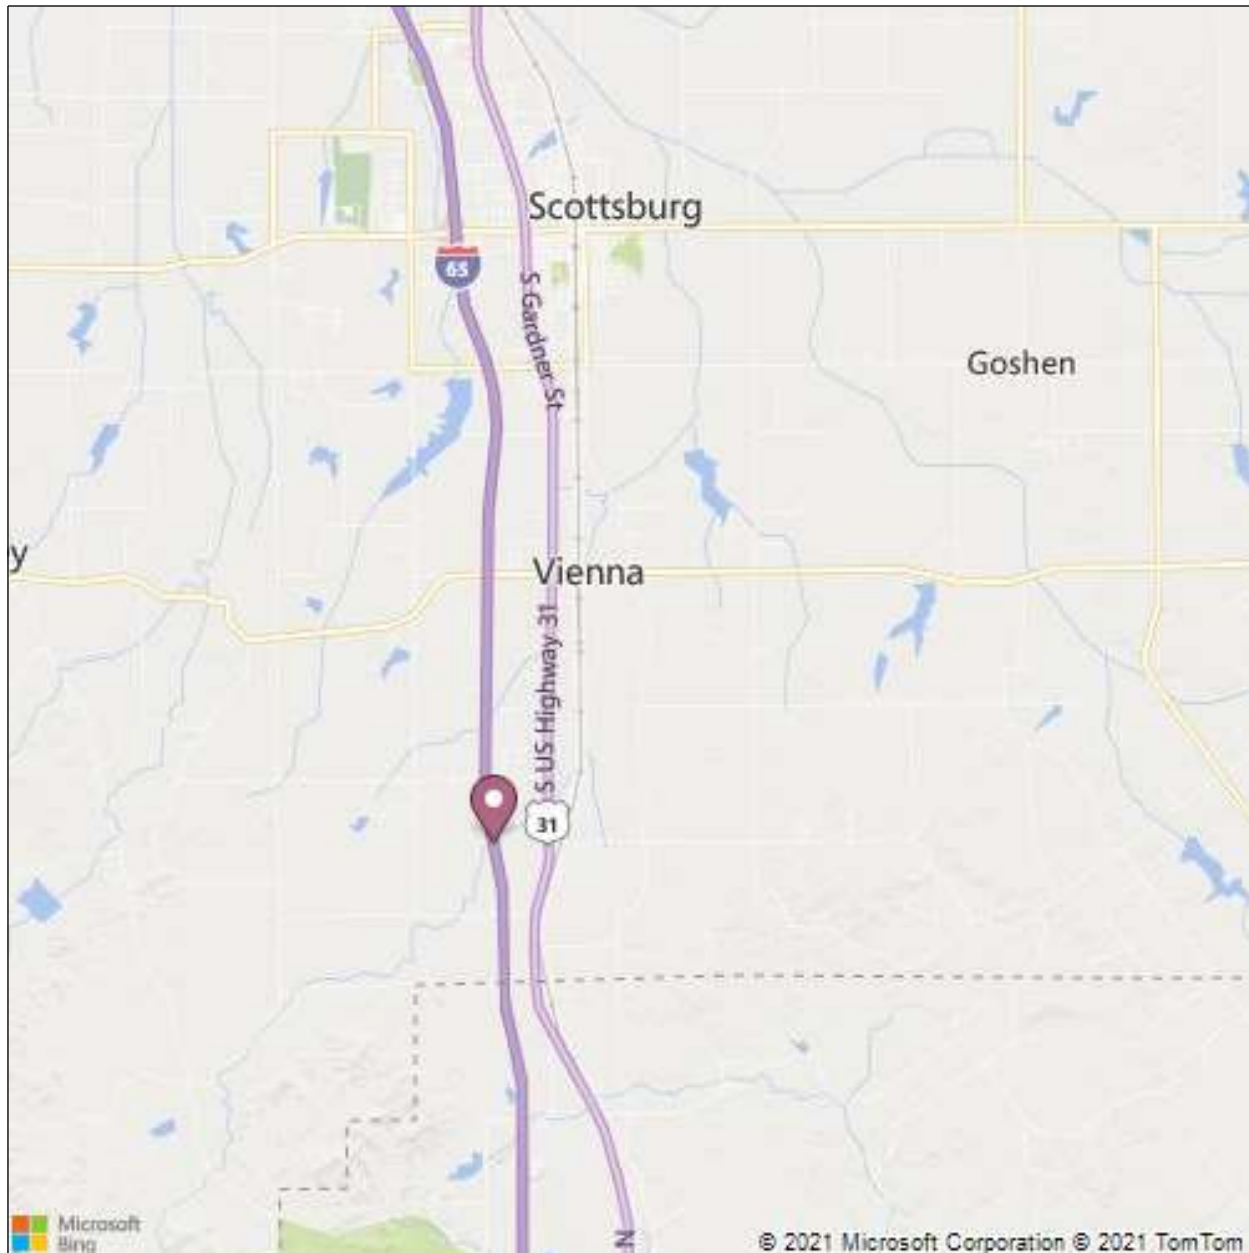 Scottsburg
65
S Gardner St
Goshen
y
Vienna
S US Highway 31
31
N
Microsoft
Bing
© 2021 Microsoft Corporation © 2021 TomTom